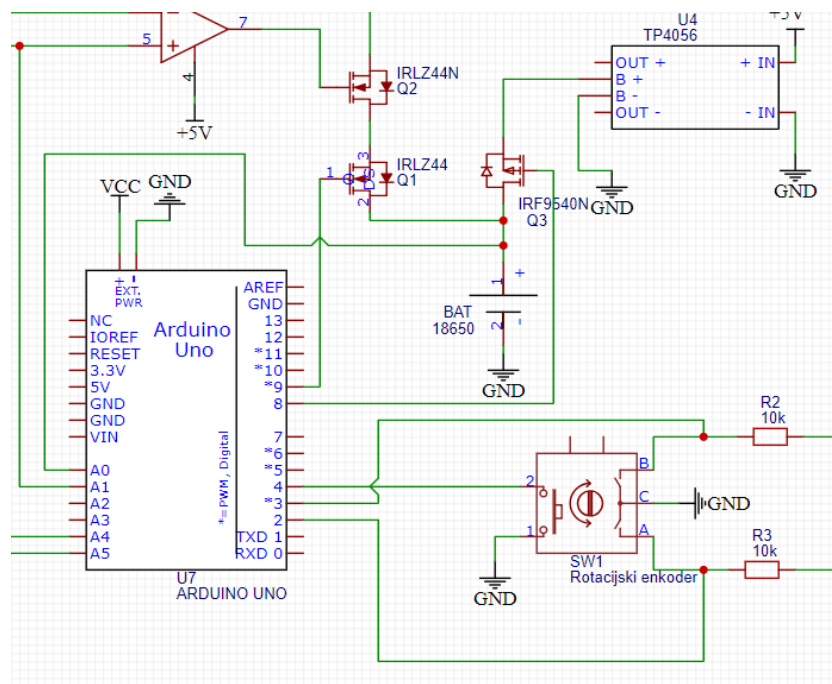 7
5
+
4
+5V
IRLZ44N
Q2
3
IRLZ44
Q1
1
2
U4
TP4056
+5V
OUT +
B +
B -
OUT -
+ IN
- IN
GND
GND
IRF9540N
Q3
VCC
GND
+
-
EXT.
PWR
Arduino
Uno
NC
IOREF
RESET
3.3V
5V
GND
GND
VIN
A0
A1
A2
A3
A4
A5
AREF
GND
13
12
*11
*10
*9
8
7
*6
*5
4
*3
2
TXD 1
RXD 0
*=PWM, Digital
U7
ARDUINO UNO
1
+
BAT
18650
2
-
GND
R2
10k
2
1
B
C
A
GND
GND
SW1
Rotacijski enkoder
R3
10k